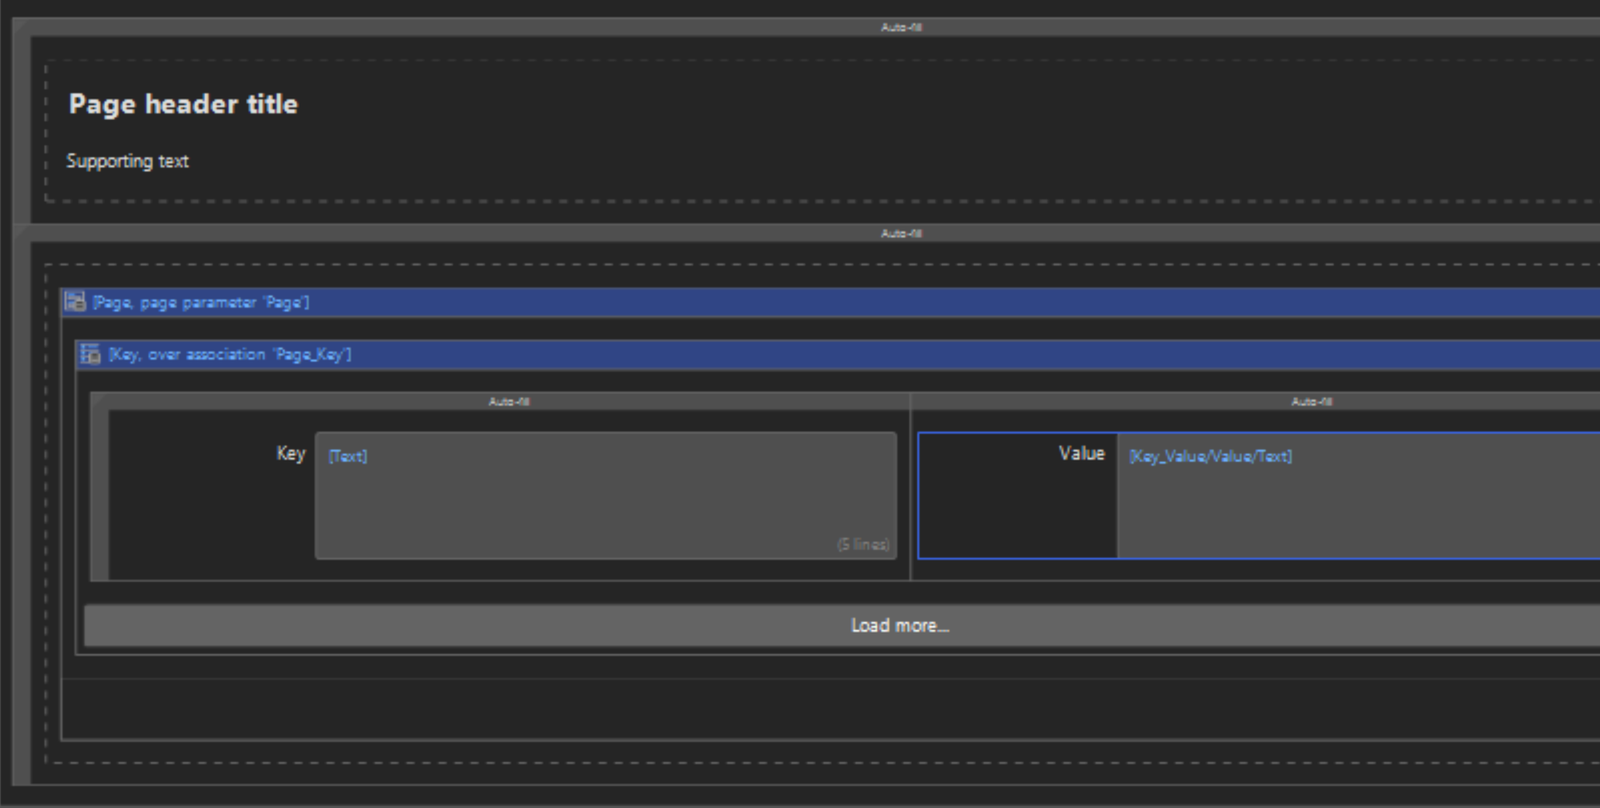 Auto-fill
Page header title
Supporting text
Auto-fill
[Page, page parameter 'Page']
[Key, over association 'Page_Key']
Auto-fill
Auto-fill
Key
[Text]
(5 lines)
Value
[Key_Value/Value/Text]
Load more...